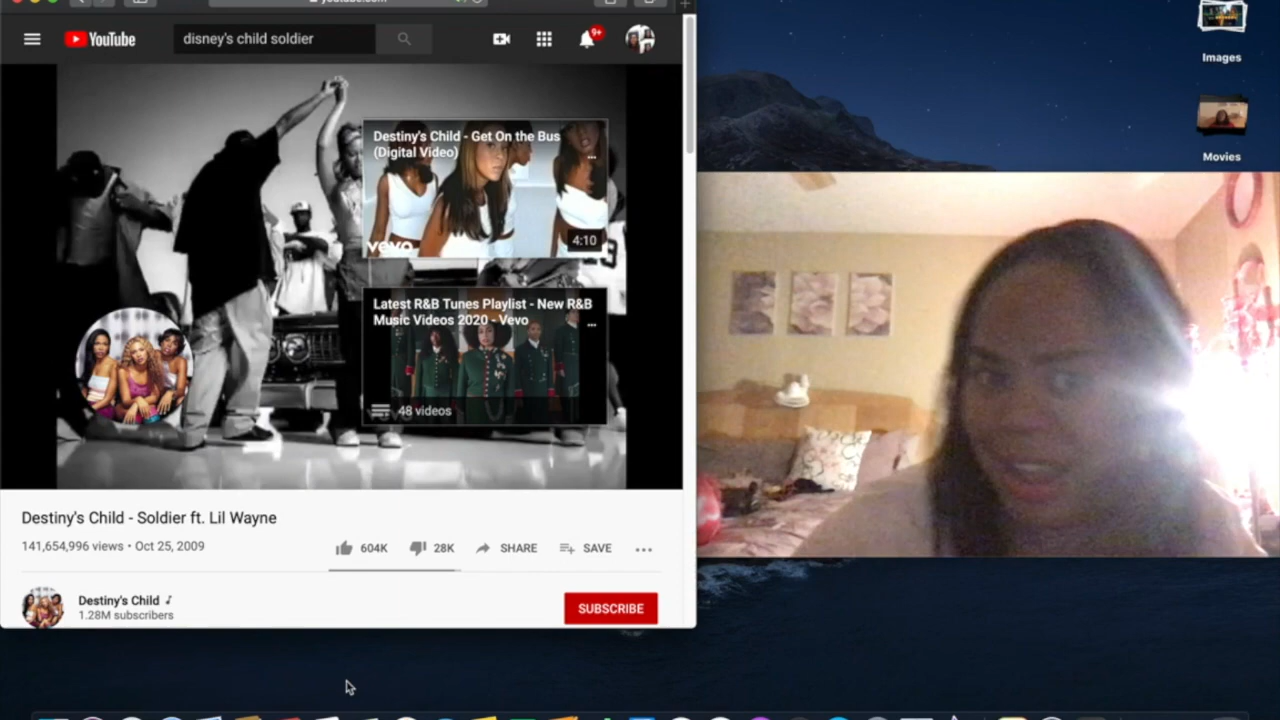 YouTube
disney's child soldier
9+
Destiny's Child - Get On the Bus
(Digital Video)
vevo
4:10
Latest R&B Tunes Playlist - New R&B
Music Videos 2020 - Vevo
48 videos
Destiny's Child - Soldier ft. Lil Wayne
141,654,996 views • Oct 25, 2009
604K
28K
SHARE
SAVE
Destiny's Child
1.28M subscribers
SUBSCRIBE
Images
Movies